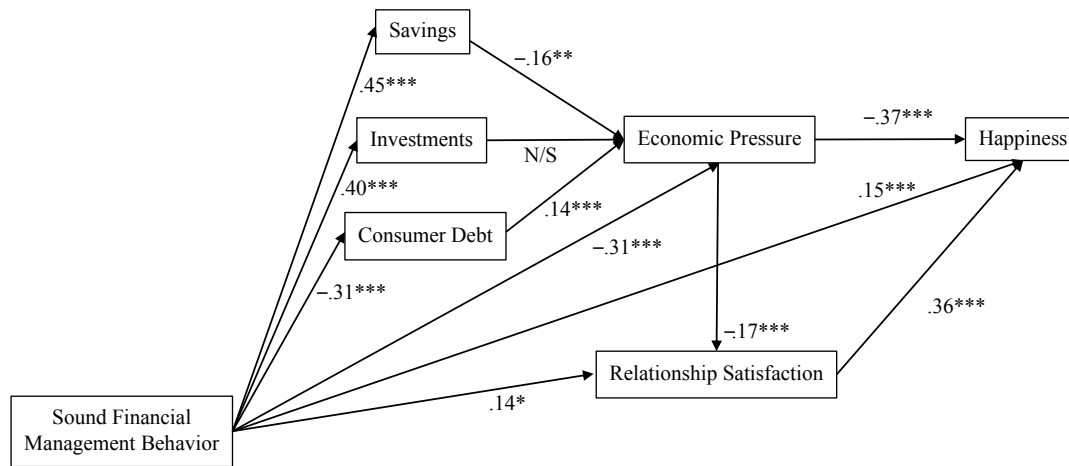 Savings
−.16**
.45***
Investments
N/S
Economic Pressure
−.37***
Happiness
.40***
.14***
.15***
Consumer Debt
−.31***
−.31***
.36***
−.17***
Relationship Satisfaction
.14*
Sound Financial
Management Behavior